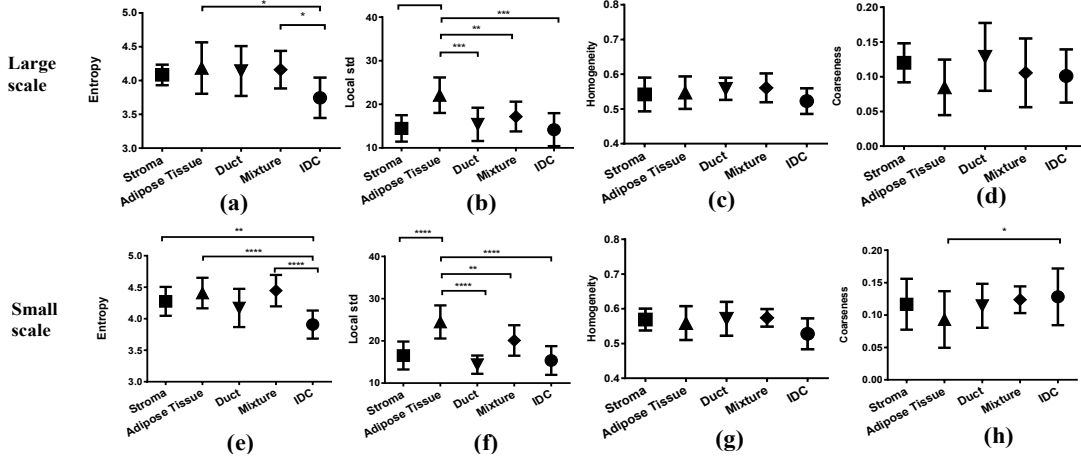 Large
scale
Entropy
5.0
4.5
4.0
3.5
3.0
*
*
Stroma
Adipose Tissue
Duct
Mixture
IDC
(a)
Local std
40
30
20
10
***
**
***
Stroma
Adipose Tissue
Duct
Mixture
IDC
(b)
Homogeneity
0.8
0.7
0.6
0.5
0.4
Stroma
Adipose Tissue
Duct
Mixture
IDC
(c)
Coarseness
0.20
0.15
0.10
0.05
0.00
Stroma
Adipose Tissue
Duct
Mixture
IDC
(d)
Small
scale
Entropy
5.0
4.5
4.0
3.5
3.0
**
****
****
Stroma
Adipose Tissue
Duct
Mixture
IDC
(e)
Local std
40
30
20
10
****
****
**
****
Stroma
Adipose Tissue
Duct
Mixture
IDC
(f)
Homogeneity
0.8
0.7
0.6
0.5
0.4
Stroma
Adipose Tissue
Duct
Mixture
IDC
(g)
Coarseness
0.20
0.15
0.10
0.05
0.00
*
Stroma
Adipose Tissue
Duct
Mixture
IDC
(h)